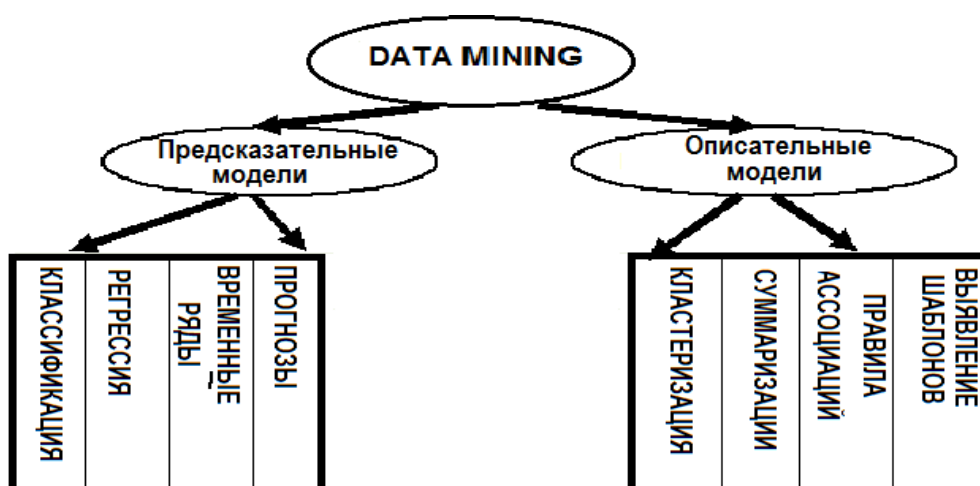 DATA MINING
Предсказательные
модели
Описательные
модели
КЛАССИФИКАЦИЯ
РЕГРЕССИЯ
ВРЕМЕННЫЕ
РЯДЫ
ПРОГНОЗЫ
КЛАСТЕРИЗАЦИЯ
СУММАРИЗАЦИИ
ПРАВИЛА
АССОЦИАЦИЙ
ВЫЯВЛЕНИЕ
ШАБЛОНОВ